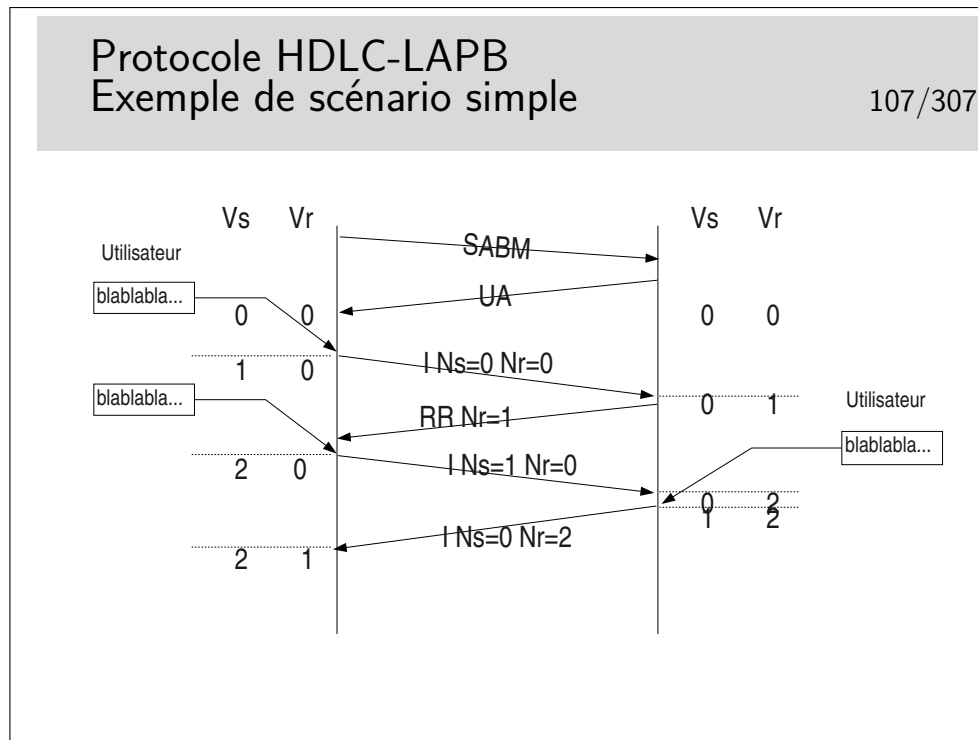 Protocole HDLC-LAPB
Exemple de scénario simple 107/307
Vs Vr Vs Vr
SABM
Utilisateur
blablabla...
UA
0 0 0 0
I Ns=0 Nr=0
1 0
blablabla...
0 1
Utilisateur
RR Nr=1
blablabla...
I Ns=1 Nr=0
2 0
0 2
1 2
I Ns=0 Nr=2
2 1